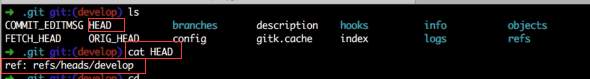 ➜ .git git:(develop) ls
COMMIT_EDITMSG HEAD branches description hooks info objects
FETCH_HEAD ORIG_HEAD config gitk.cache index logs refs
➜ .git git:(develop) cat HEAD
ref: refs/heads/develop
➜ .git git:(develop) cd